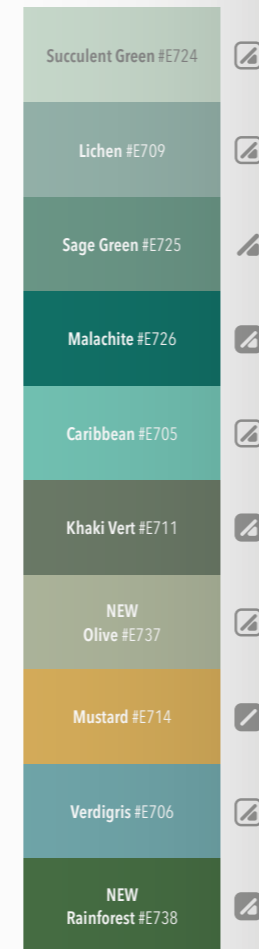 Succulent Green #E724
Lichen #E709
Sage Green #E725
Malachite #E726
Caribbean #E705
Khaki Vert #E711
NEW
Olive #E737
Mustard #E714
Verdigris #E706
NEW
Rainforest #E738